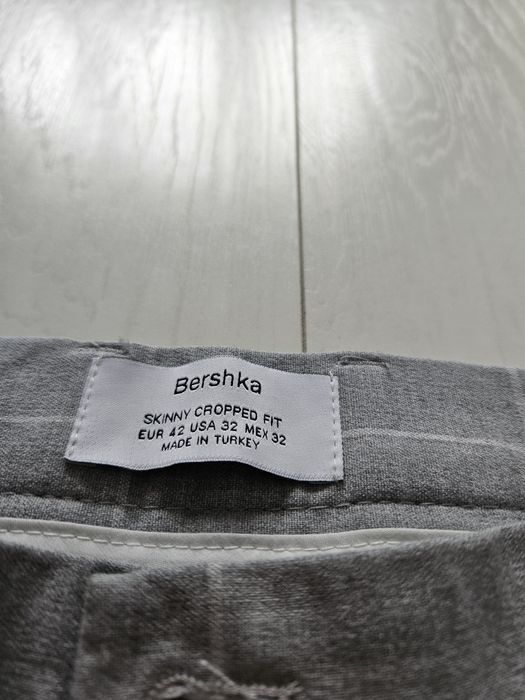 Bershka
SKINNY CROPPED FIT
EUR 42 USA 32 MEX 32
MADE IN TURKEY